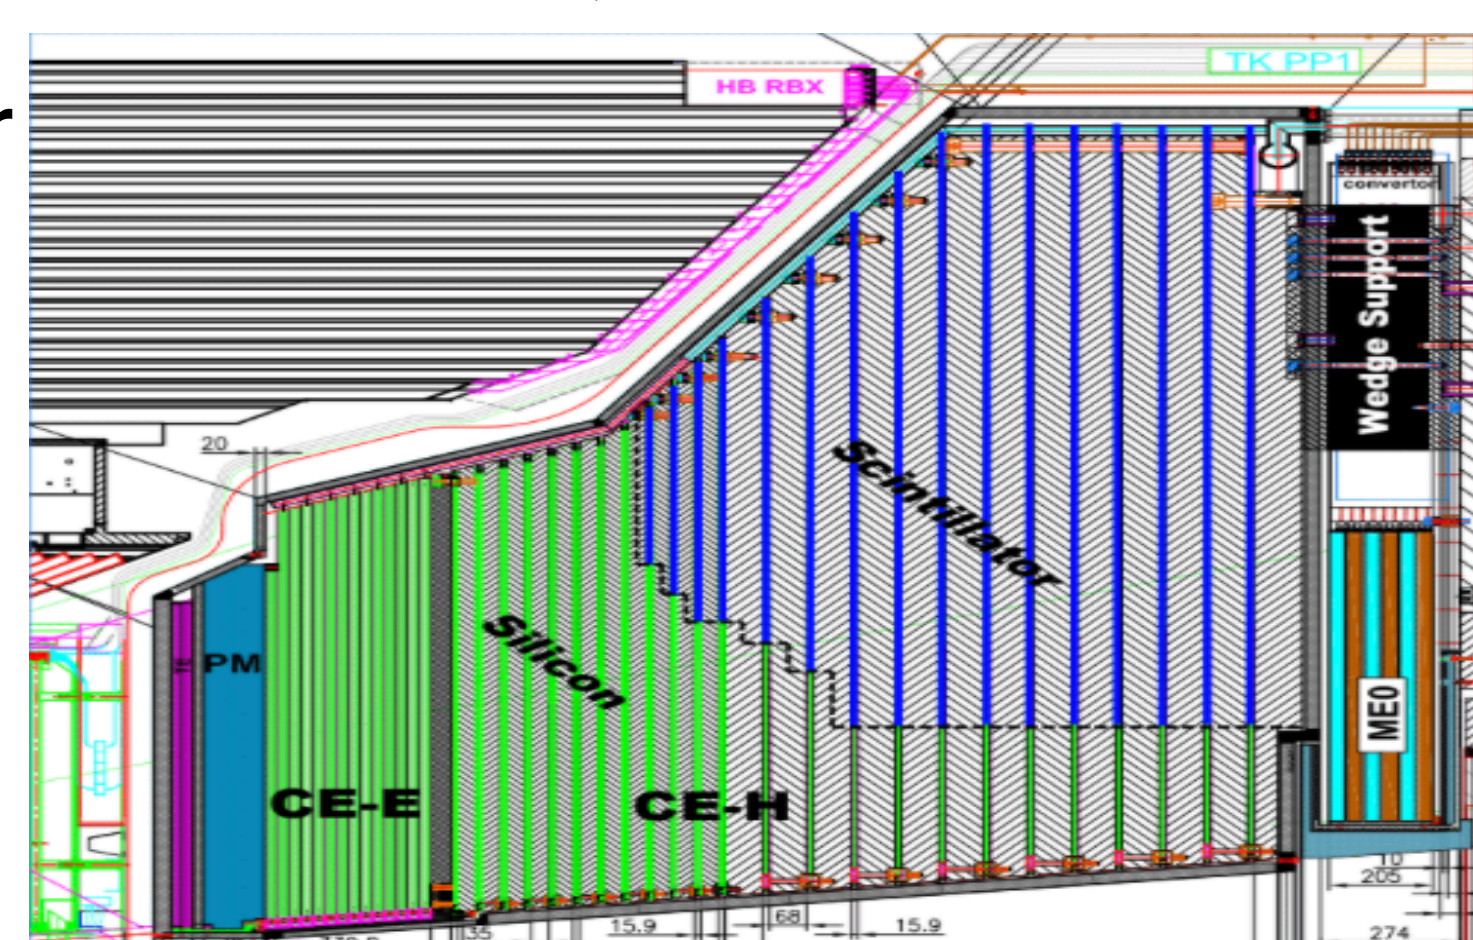 TK PP1
HB RBX
convertor
Wedge Support
20
Scintillator
Silicon
PM
ME0
CE-E
CE-H
10
205
68
15.9
15.9
35
274